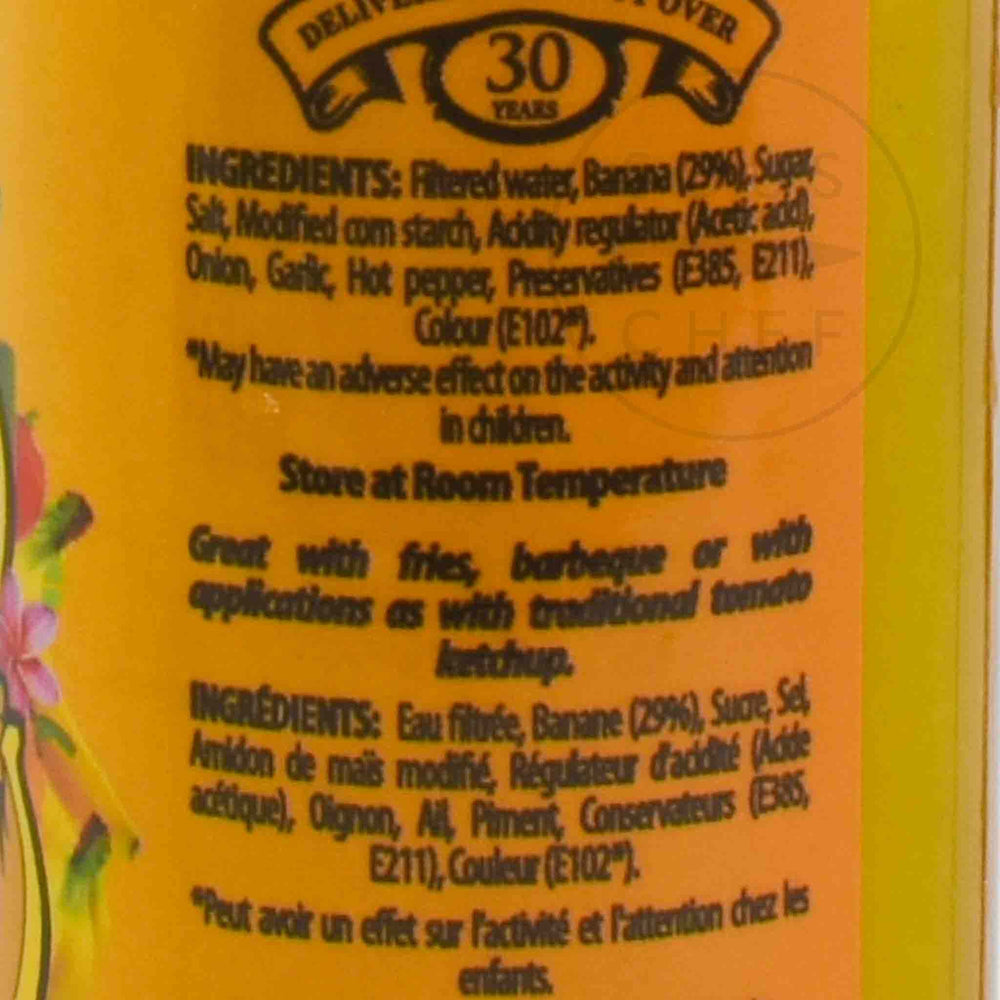 DELIVE OVER
30
YEARS
INGREDIENTS: Filtered water, Banana (29%), Sugar,
Salt, Modified corn starch, Acidity regulator (Acetic acid),
Onion, Garlic, Hot pepper, Preservatives (E385, E211),
Colour (E102*).
*May have an adverse effect on the activity and attention
in children.
Store at Room Temperature
Great with fries, barbeque or with
applications as with traditional tomato
ketchup.
INGRÉDIENTS: Eau filtrée, Banane (29%), Sucre, Sel,
Amidon de maïs modifié, Régulateur d'acidité (Acide
acétique), Oignon, Ail, Piment, Conservateurs (E385,
E211), Couleur (E102*).
*Peut avoir un effet sur l'activité et l'attention chez les
enfants.
CHEF